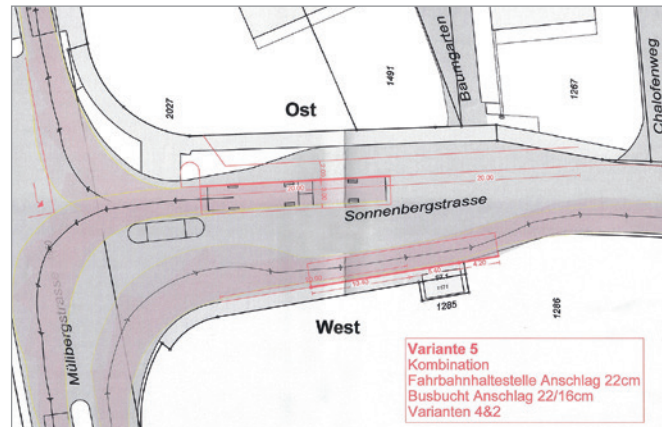 2027
Ost
1491
Baumgarten
1267
Chalofenweg
20.00
Sonnenbergstrasse
Müllbergstrasse
West
1285
1286
Variante 5
Kombination
Fahrbahnhaltestelle Anschlag 22cm
Busbucht Anschlag 22/16cm
Varianten 4&2